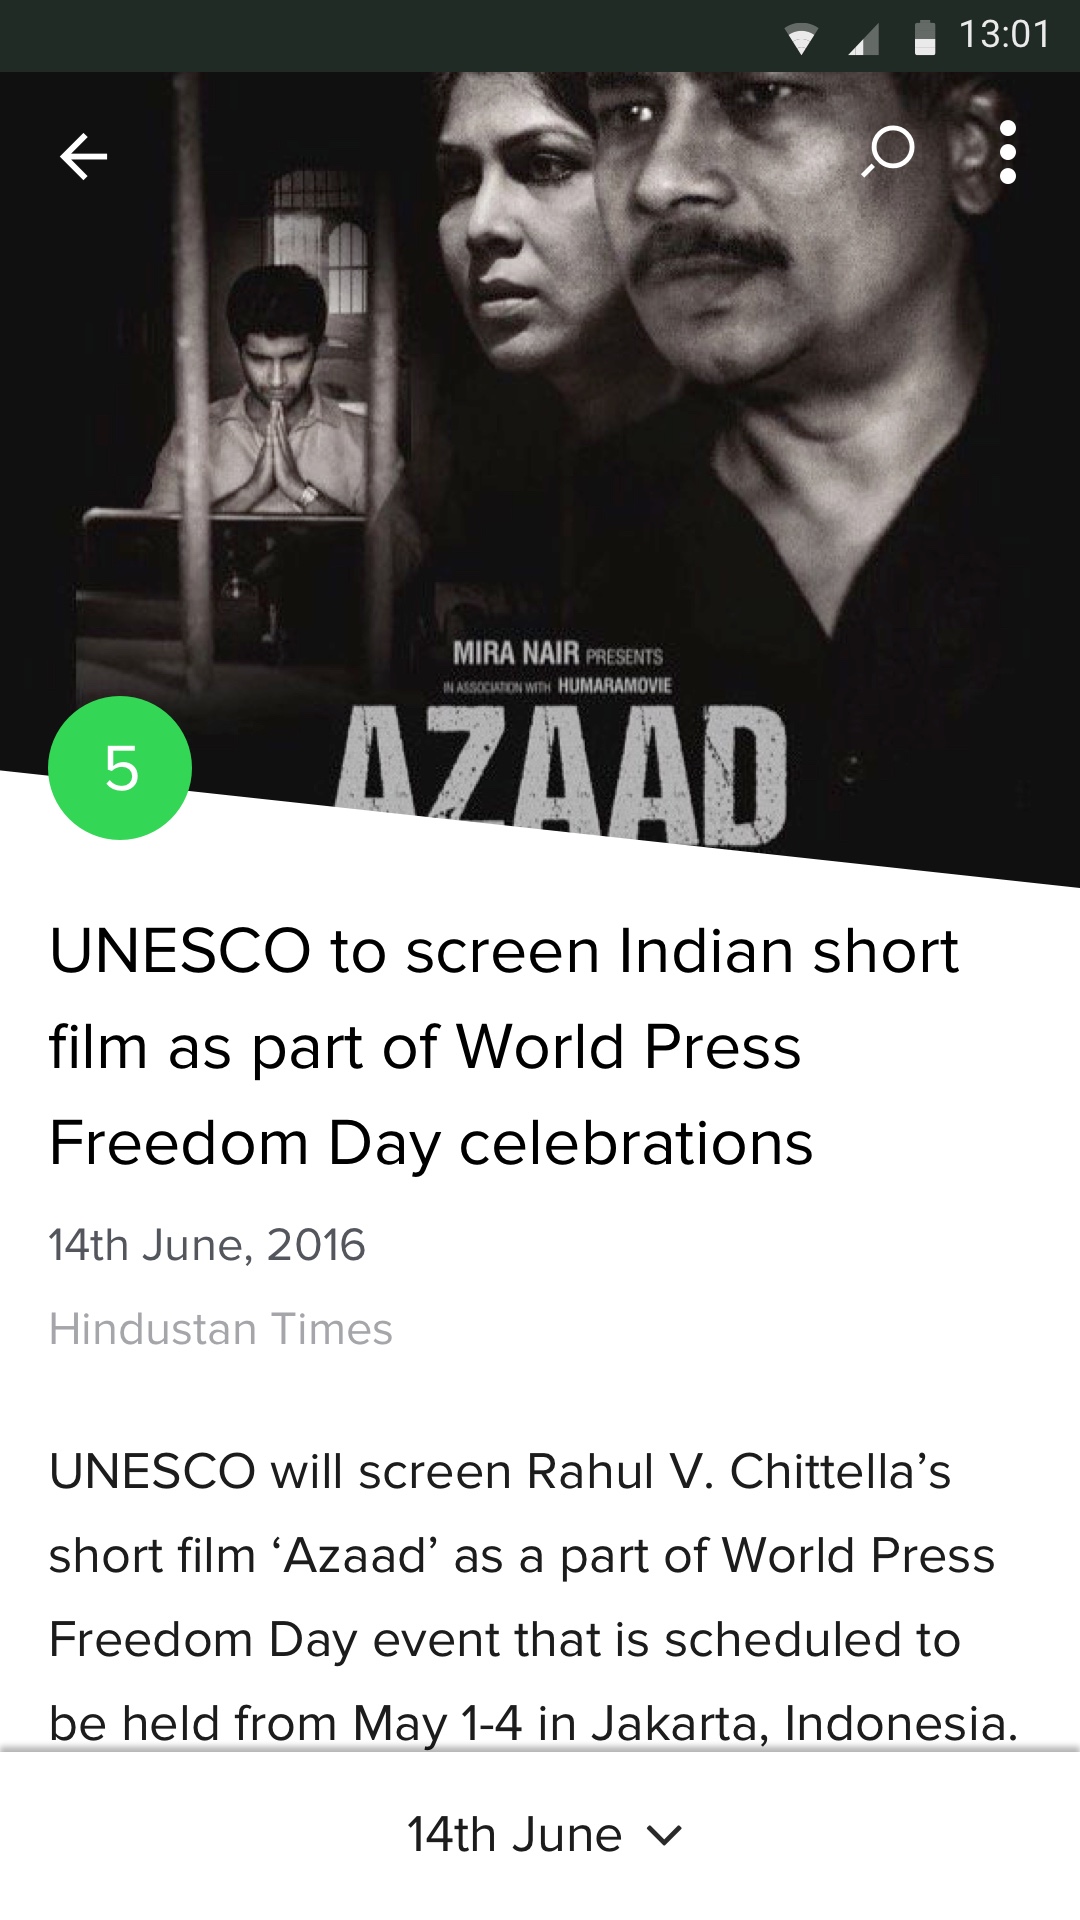 13:01
MIRA NAIR PRESENTS
IN ASSOCIATION WITH HUMARAMOVIE
AZAAD
5
UNESCO to screen Indian short
film as part of World Press
Freedom Day celebrations
14th June, 2016
Hindustan Times
UNESCO will screen Rahul V. Chittella’s
short film ‘Azaad’ as a part of World Press
Freedom Day event that is scheduled to
be held from May 1-4 in Jakarta, Indonesia.
14th June